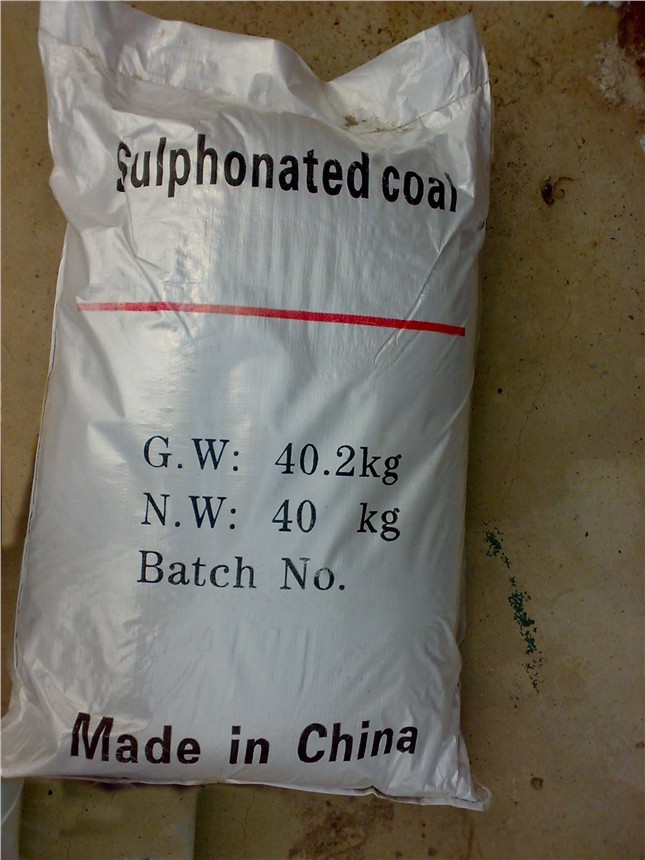 Sulphonated coal
G.W: 40.2kg
N.W: 40 kg
Batch No.
Made in China